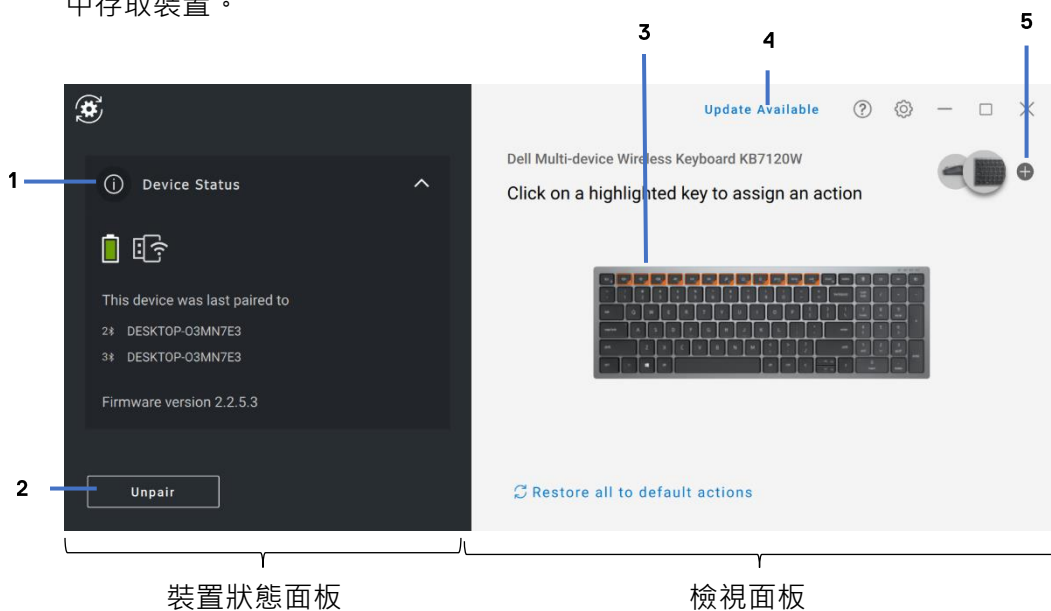 中存取裝置。
3
4
5
Update Available
Dell Multi-device Wireless Keyboard KB7120W
Click on a highlighted key to assign an action
1
Device Status
This device was last paired to
2 DESKTOP-O3MN7E3
3 DESKTOP-O3MN7E3
Firmware version 2.2.5.3
2
Unpair
Restore all to default actions
裝置狀態面板
檢視面板